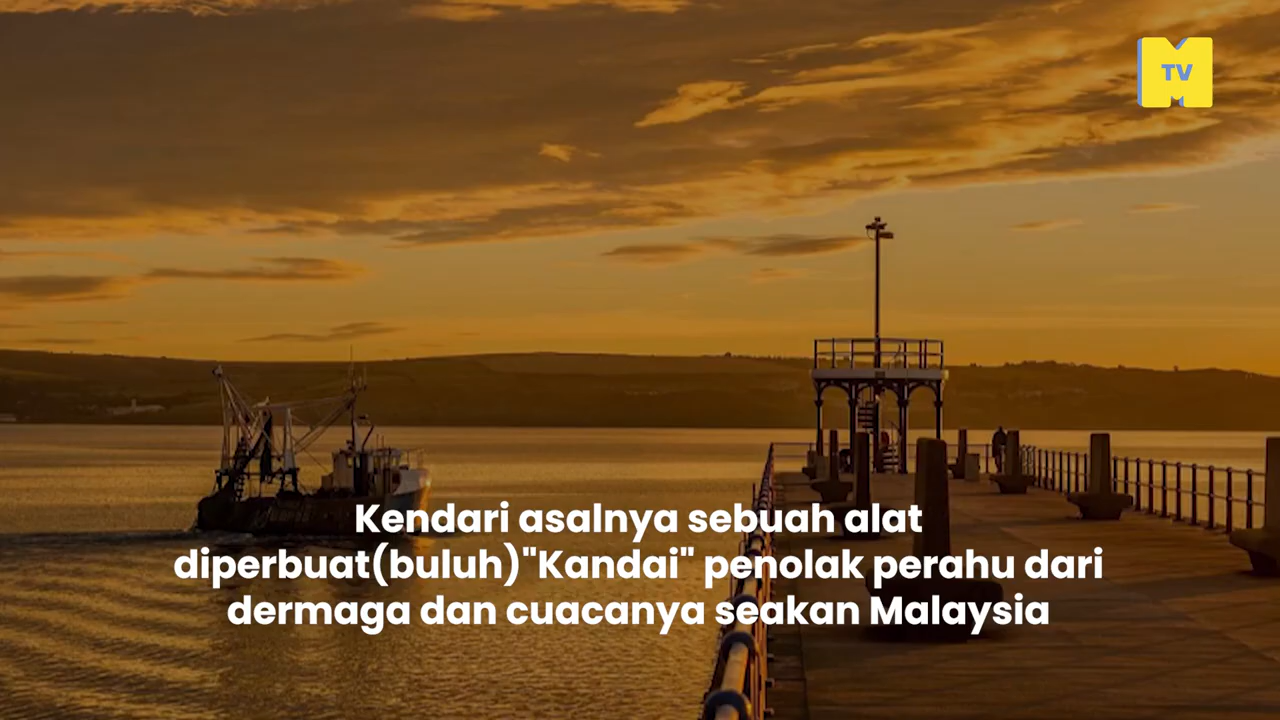 TV
Kendari asalnya sebuah alat
diperbuat(buluh)"Kandai" penolak perahu dari
dermaga dan cuacanya seakan Malaysia